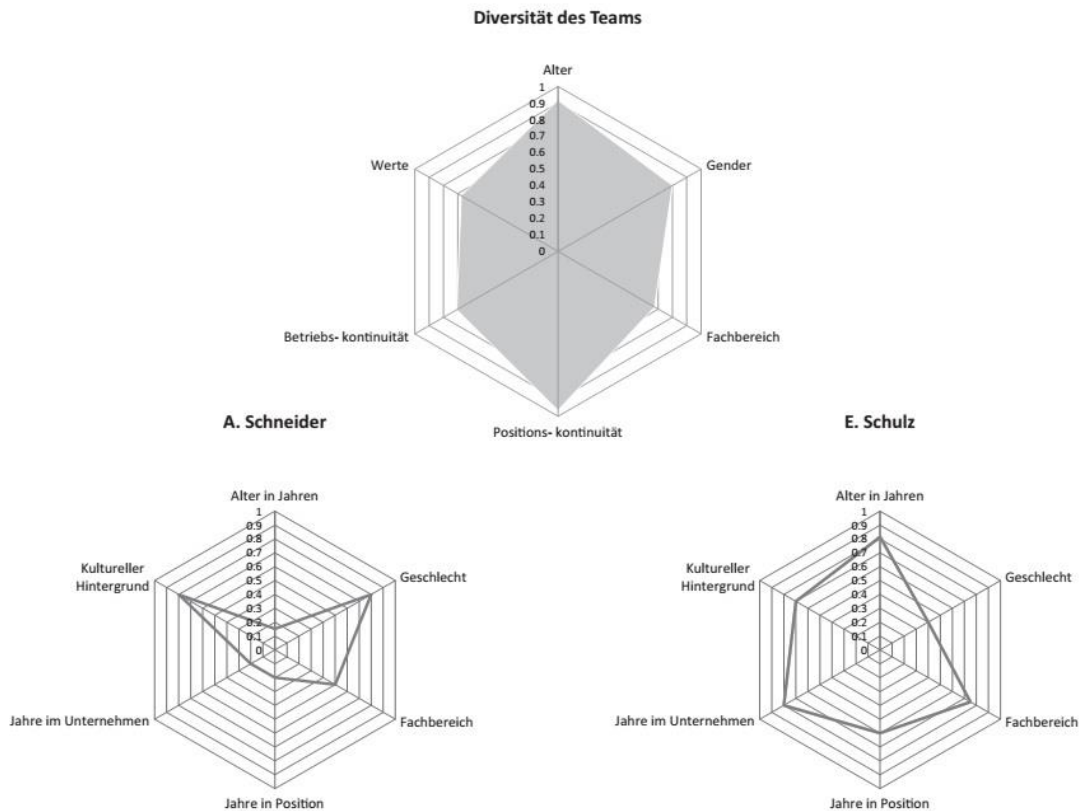 Diversität des Teams
Alter
1
0.9
0.8
0.7
0.6
0.5
0.4
0.3
0.2
0.1
0
Werte
Gender
Betriebs- kontinuität
Fachbereich
Positions- kontinuität
A. Schneider
Alter in Jahren
1
0.9
0.8
0.7
0.6
0.5
0.4
0.3
0.2
0.1
0
Kultureller
Hintergrund
Geschlecht
Jahre im Unternehmen
Fachbereich
Jahre in Position
E. Schulz
Alter in Jahren
1
0.9
0.8
0.7
0.6
0.5
0.4
0.3
0.2
0.1
0
Kultureller
Hintergrund
Geschlecht
Jahre im Unternehmen
Fachbereich
Jahre in Position